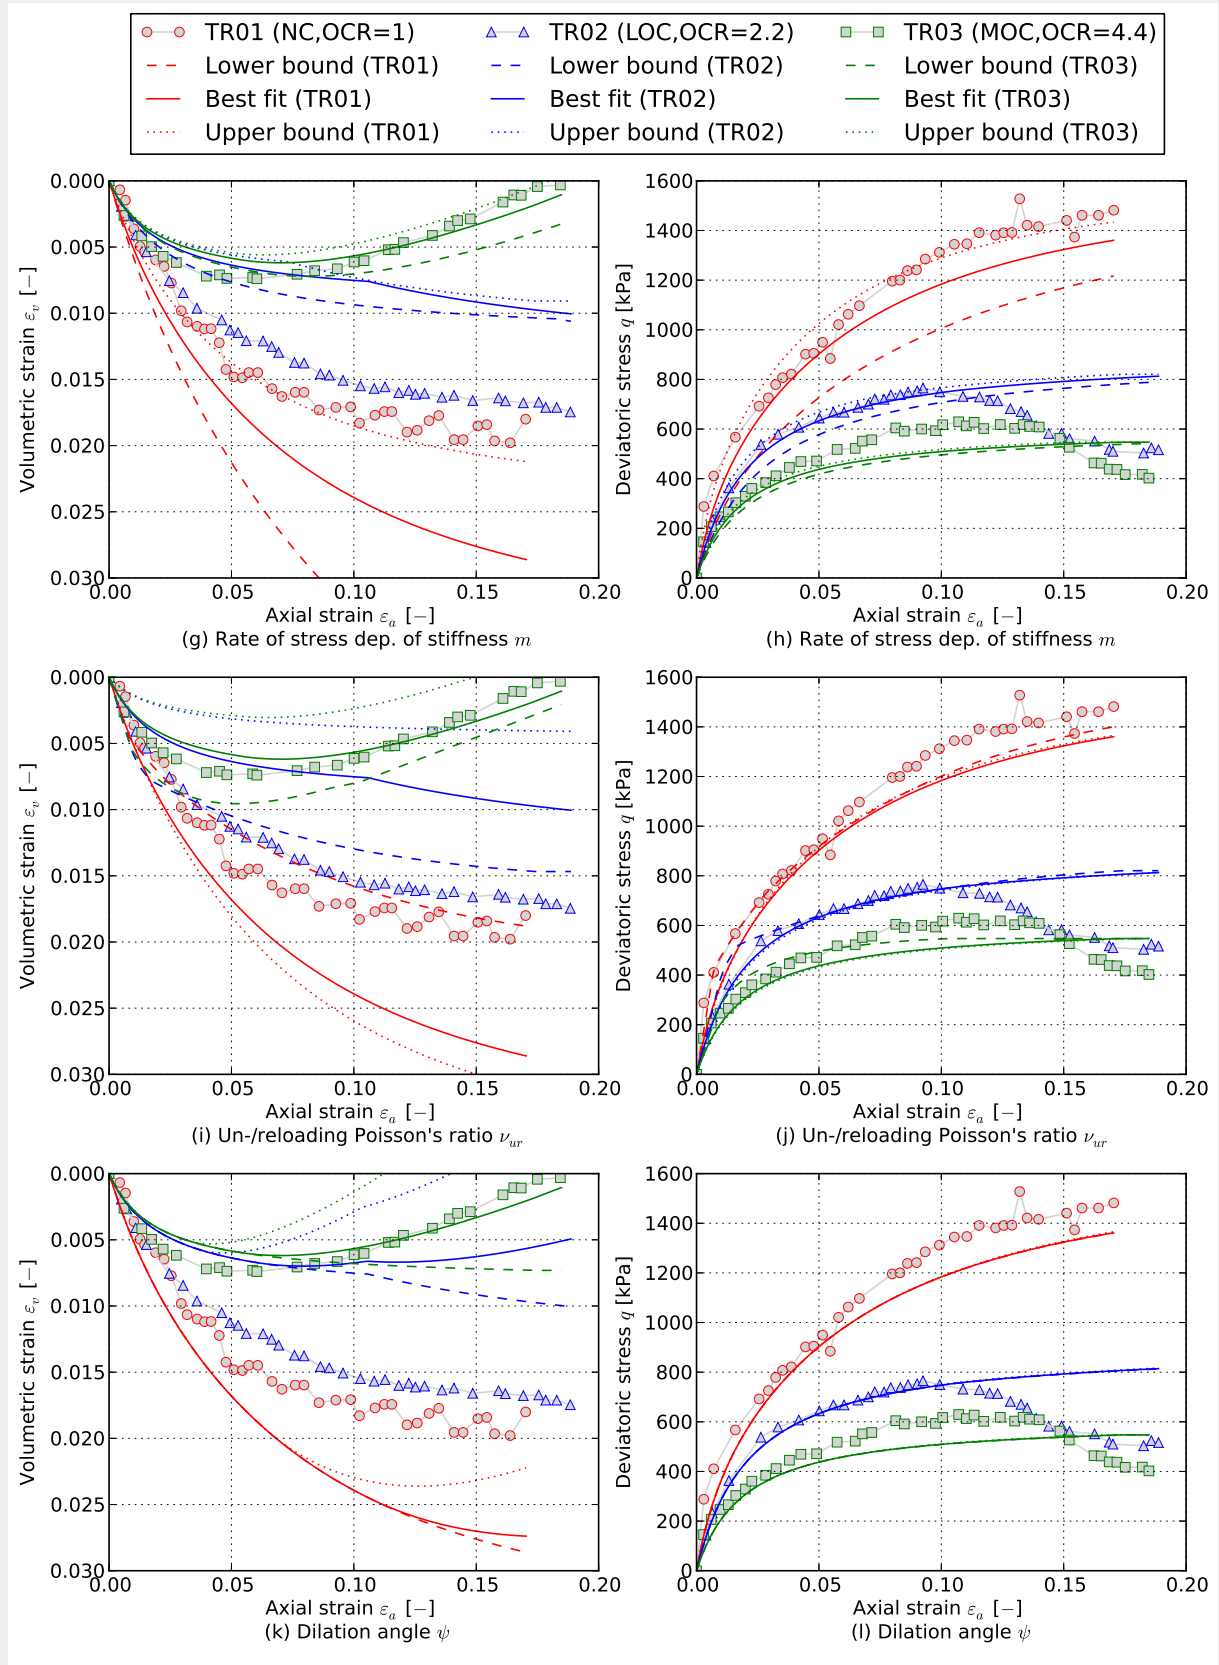 TR01 (NC,OCR=1) TR02 (LOC,OCR=2.2) TR03 (MOC,OCR=4.4)
Lower bound (TR01) Lower bound (TR02) Lower bound (TR03)
Best fit (TR01) Best fit (TR02) Best fit (TR03)
Upper bound (TR01) Upper bound (TR02) Upper bound (TR03)
Volumetric strain εv [−]
0.000
0.005
0.010
0.015
0.020
0.025
0.030
0.00 0.05 0.10 0.15 0.20
Axial strain εa [−]
(g) Rate of stress dep. of stiffness m
Deviatoric stress q [kPa]
1600
1400
1200
1000
800
600
400
200
0
0.00 0.05 0.10 0.15 0.20
Axial strain εa [−]
(h) Rate of stress dep. of stiffness m
Volumetric strain εv [−]
0.000
0.005
0.010
0.015
0.020
0.025
0.030
0.00 0.05 0.10 0.15 0.20
Axial strain εa [−]
(i) Un-/reloading Poisson's ratio νur
Deviatoric stress q [kPa]
1600
1400
1200
1000
800
600
400
200
0
0.00 0.05 0.10 0.15 0.20
Axial strain εa [−]
(j) Un-/reloading Poisson's ratio νur
Volumetric strain εv [−]
0.000
0.005
0.010
0.015
0.020
0.025
0.030
0.00 0.05 0.10 0.15 0.20
Axial strain εa [−]
(k) Dilation angle ψ
Deviatoric stress q [kPa]
1600
1400
1200
1000
800
600
400
200
0
0.00 0.05 0.10 0.15 0.20
Axial strain εa [−]
(l) Dilation angle ψ